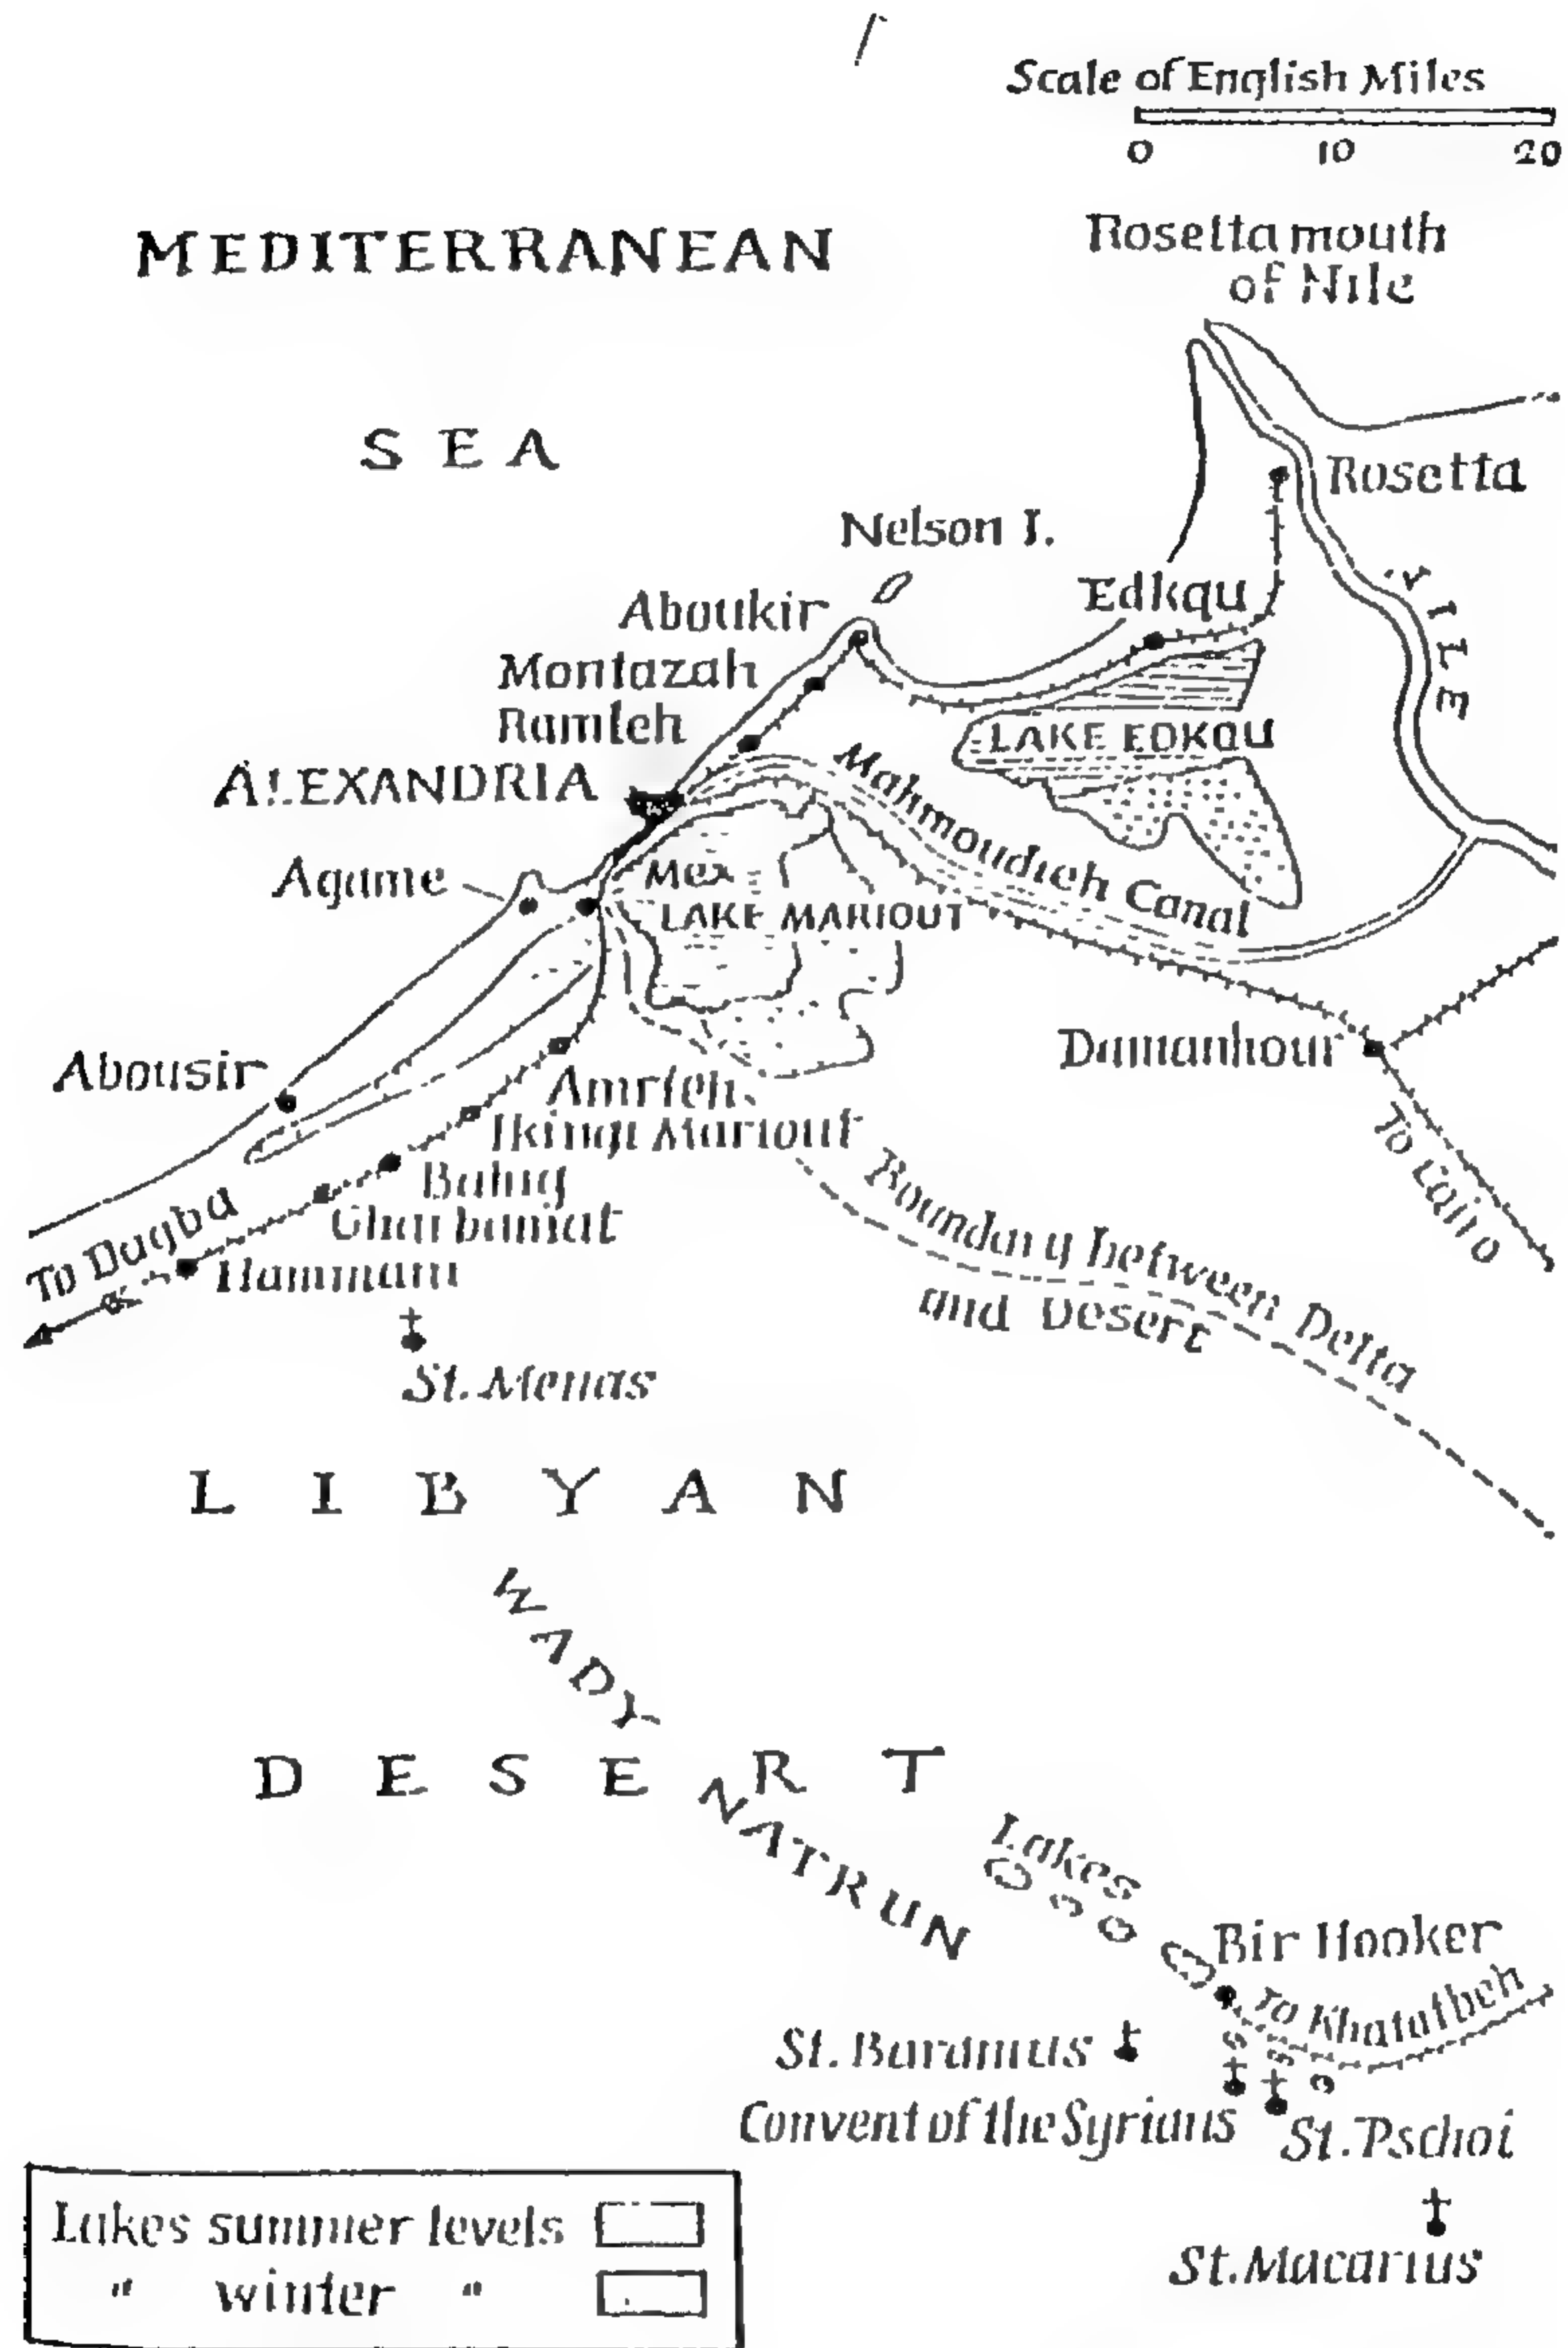 Scale of English Miles
0 10 20
MEDITERRANEAN
SEA
Rosetta mouth
of Nile
Rosetta
Nelson I.
NILE
Aboukir
Edkqu
Montazah
Ramleh
LAKE EDKQU
ALEXANDRIA
Mahmoudieh Canal
Agame
Mex
LAKE MARIOUT
Damanhour
Abousir
Amrieh
Ikingi Mariout
To Cairo
Bahig
Gharbaniat
To Dagba
Hammam
Boundary between Delta
and Desert
St. Menas
LIBYAN
WADY
DESERT
NATRUN
Lakes
Bir Hooker
To Khatatbeh
St. Baramus
Convent of the Syrians
St. Pschoi
St. Macarius
Lakes summer levels
" winter "